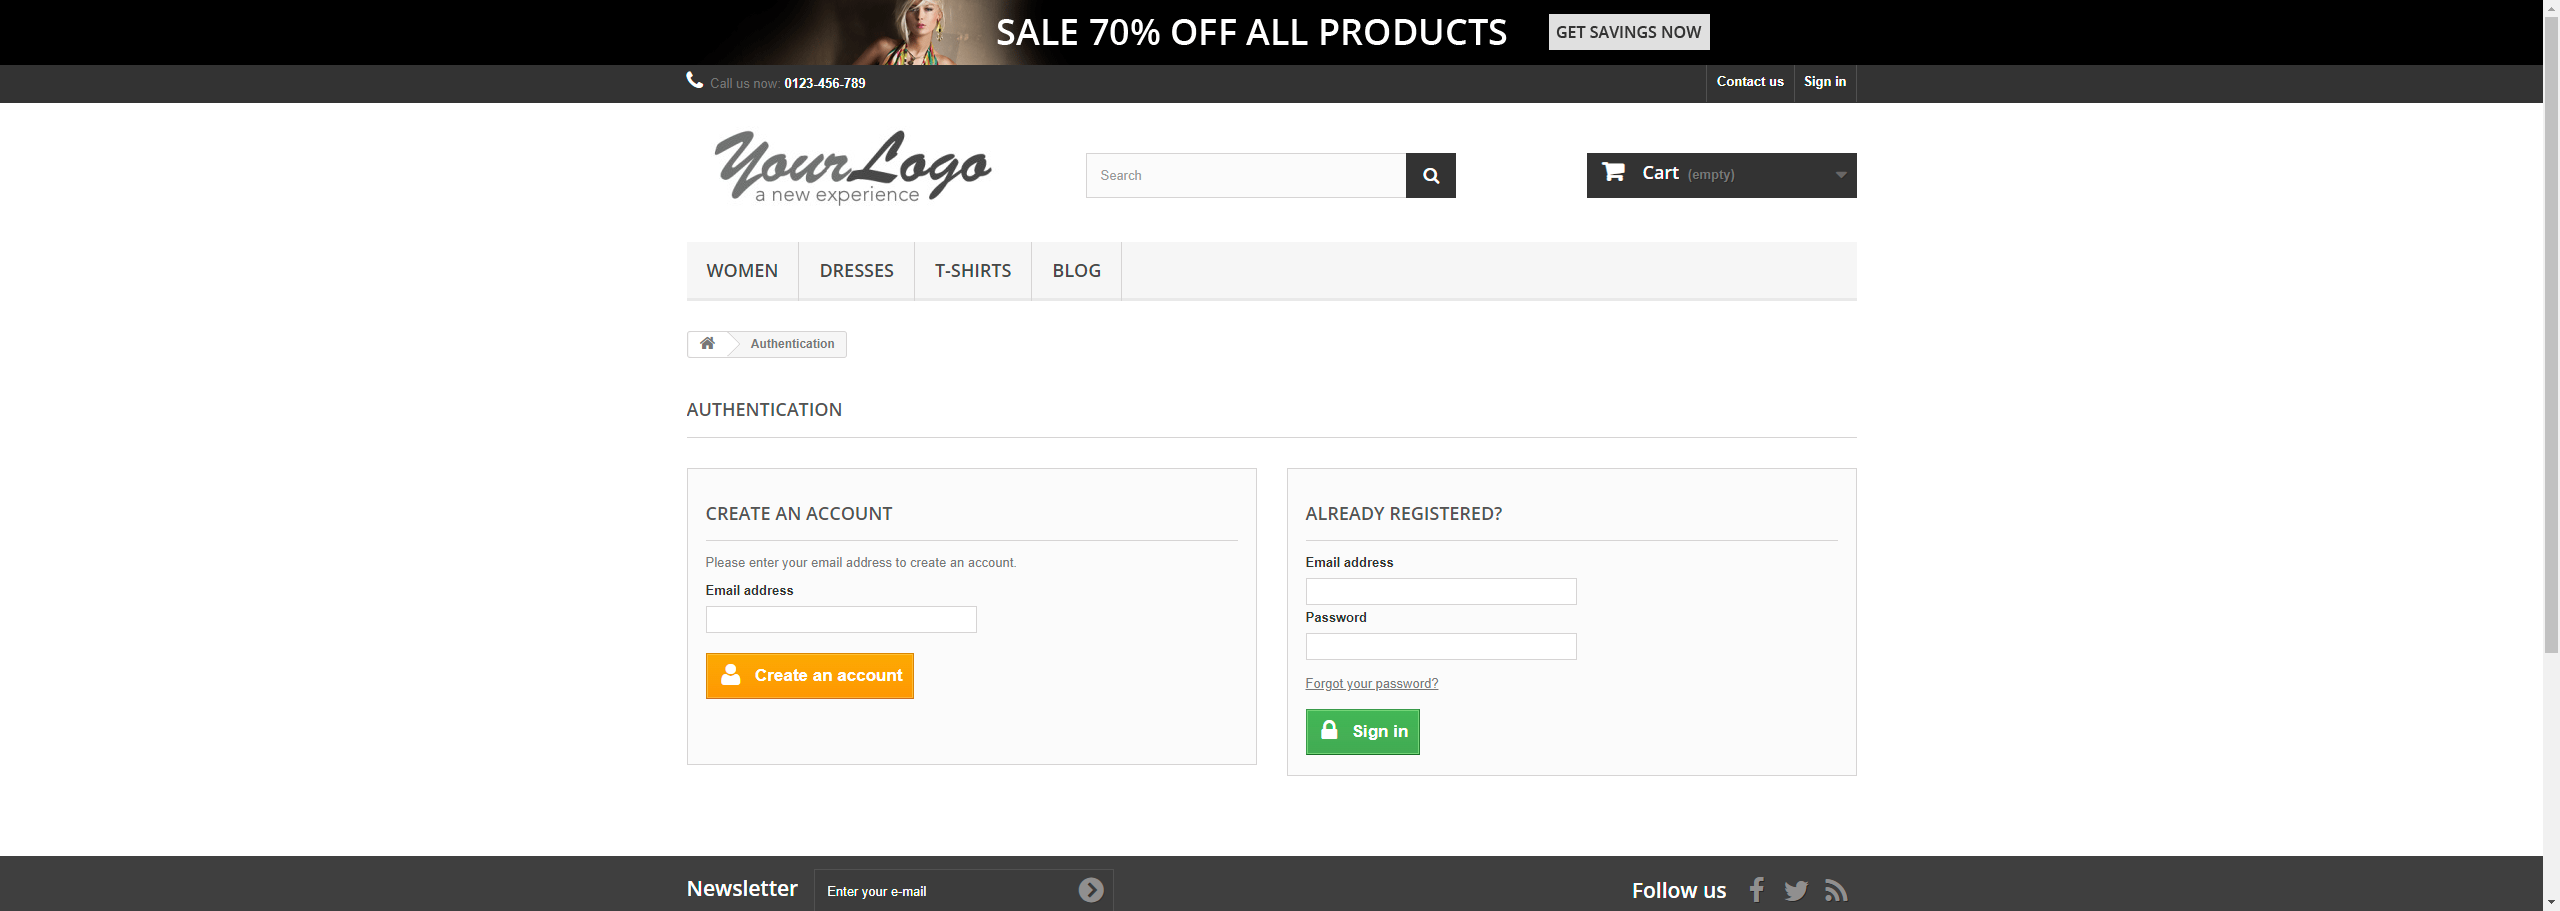 SALE 70% OFF ALL PRODUCTS GET SAVINGS NOW
Call us now: 0123-456-789 Contact us Sign in
Your Logo
a new experience
Search
Cart (empty)
WOMEN DRESSES T-SHIRTS BLOG
Authentication
AUTHENTICATION
CREATE AN ACCOUNT
Please enter your email address to create an account.
Email address
Create an account
ALREADY REGISTERED?
Email address
Password
Forgot your password?
Sign in
Newsletter Enter your e-mail Follow us